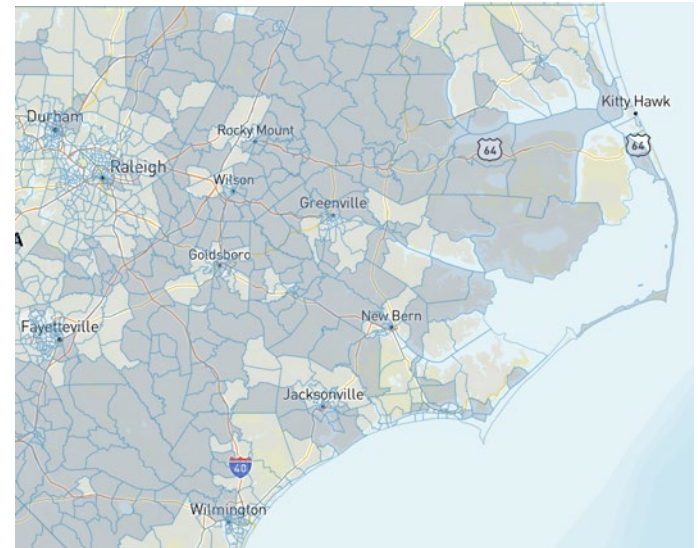 Kitty Hawk
Durham
Rocky Mount
64
64
Raleigh
Wilson
Greenville
A
Goldsboro
New Bern
Fayetteville
Jacksonville
40
Wilmington